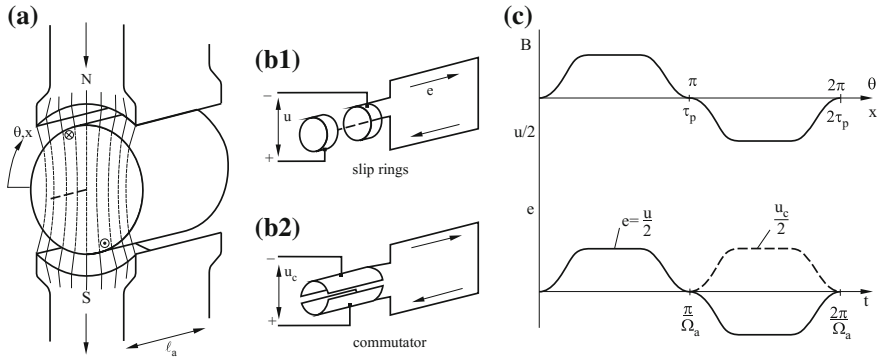 (a)
N
θ,x
S
ℓa
(b1)
−
u
+
e
slip rings
(b2)
−
uc
+
commutator
(c)
B
π
2π
θ
τp
2τp
x
u/2
e
e= u/2
uc/2
π/Ωa
2π/Ωa
t